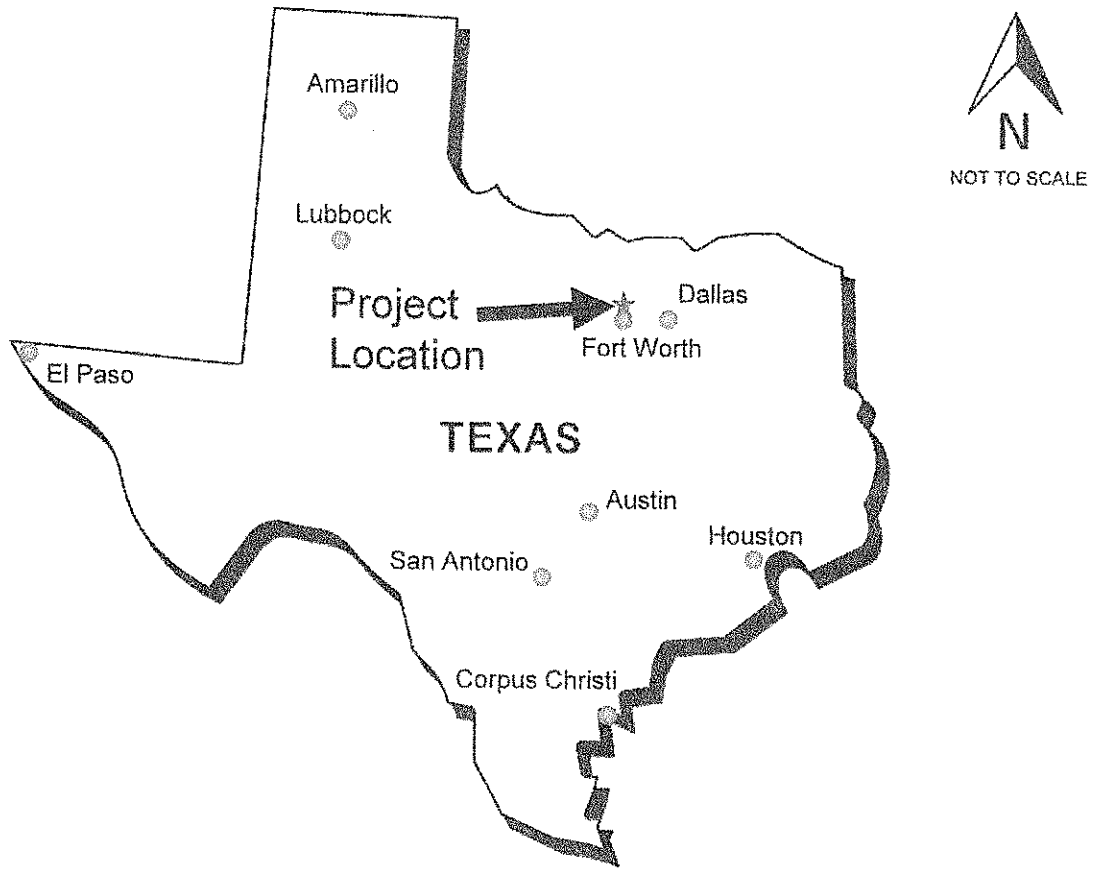 Amarillo
N
NOT TO SCALE
Lubbock
Project
Location
Dallas
Fort Worth
El Paso
TEXAS
Austin
Houston
San Antonio
Corpus Christi